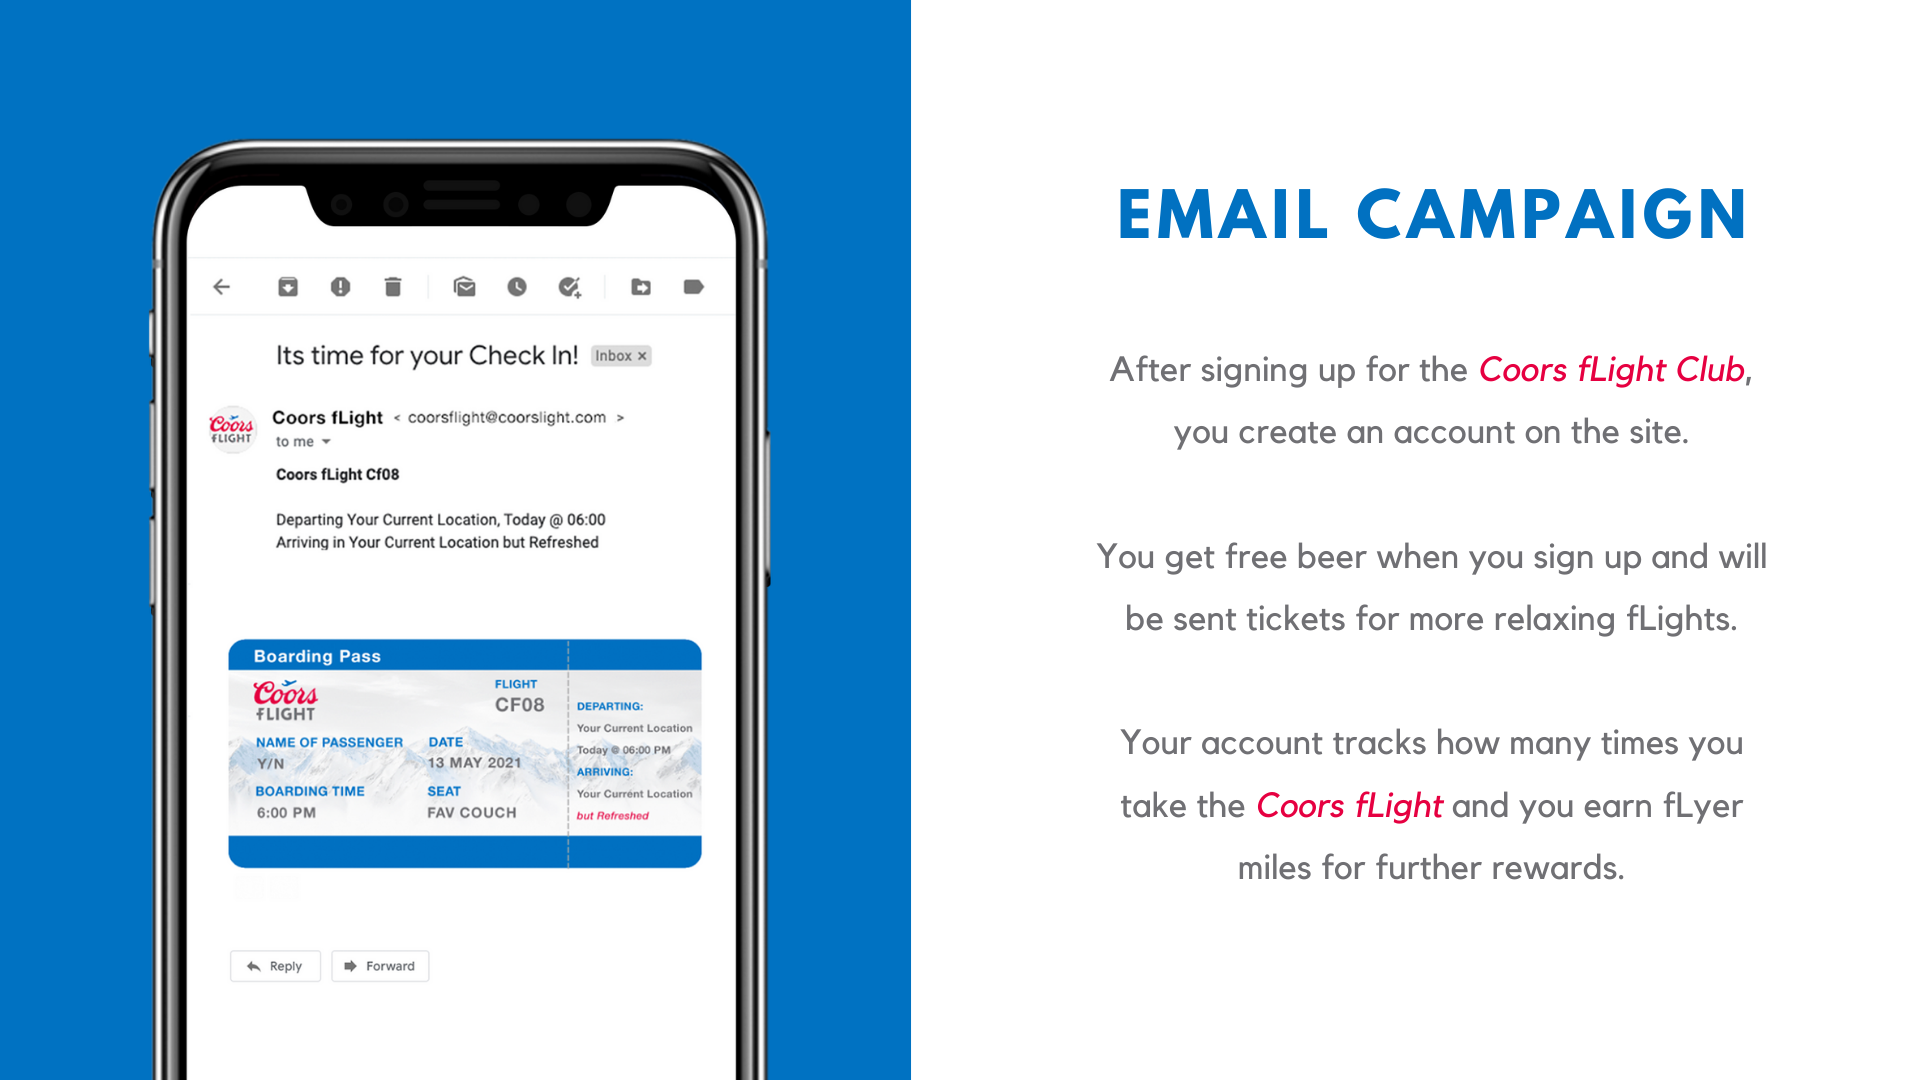 Its time for your Check In! Inbox ×
Coors FLIGHT
Coors fLight < coorsflight@coorslight.com >
to me
Coors fLight Cf08
Departing Your Current Location, Today @ 06:00
Arriving in Your Current Location but Refreshed
Boarding Pass
Coors fLIGHT
FLIGHT
CF08
NAME OF PASSENGER
Y/N
DATE
13 MAY 2021
BOARDING TIME
6:00 PM
SEAT
FAV COUCH
DEPARTING:
Your Current Location
Today @ 06:00 PM
ARRIVING:
Your Current Location
but Refreshed
Reply
Forward
EMAIL CAMPAIGN
After signing up for the Coors fLight Club,
you create an account on the site.
You get free beer when you sign up and will
be sent tickets for more relaxing fLights.
Your account tracks how many times you
take the Coors fLight and you earn fLyer
miles for further rewards.